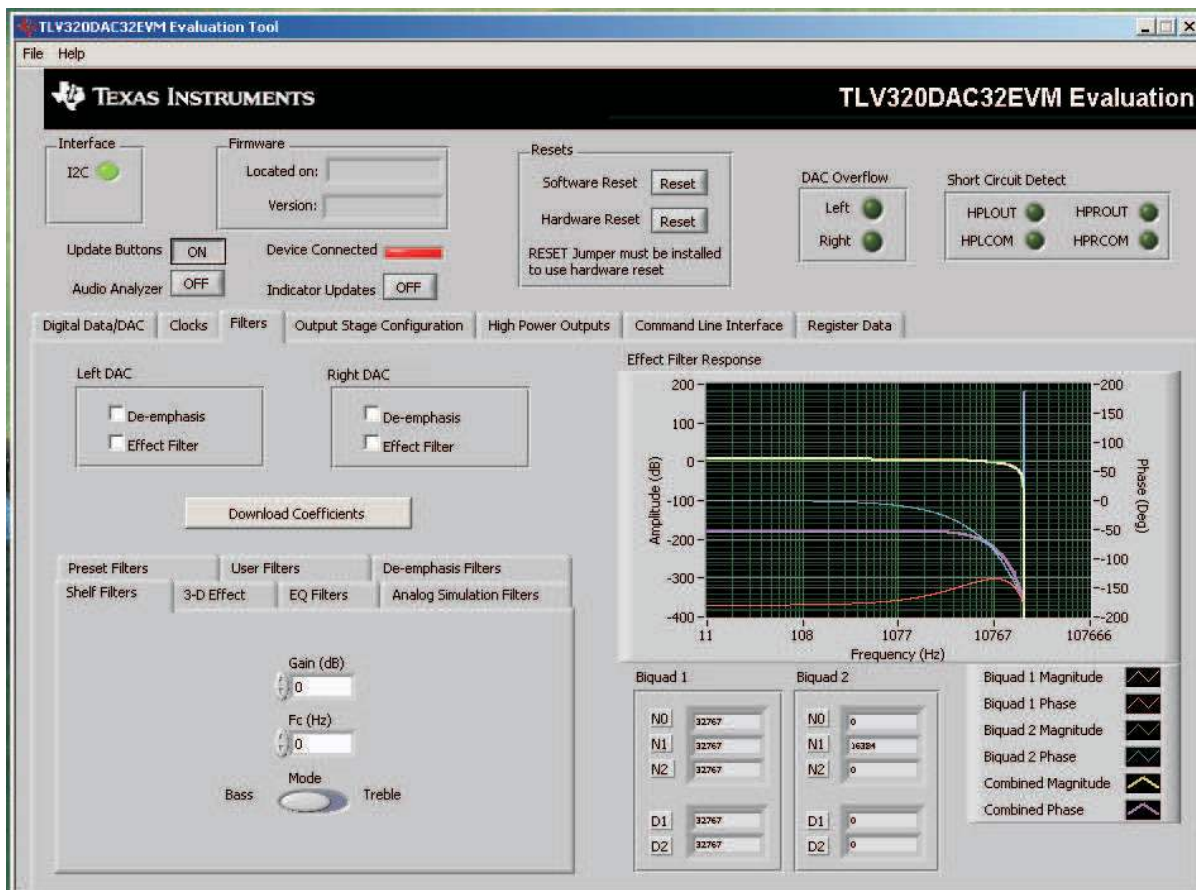 TLV320DAC32EVM Evaluation Tool
File Help
TEXAS INSTRUMENTS
TLV320DAC32EVM Evaluation
Interface
I2C
Firmware
Located on:
Version:
Resets
Software Reset Reset
Hardware Reset Reset
RESET Jumper must be installed
to use hardware reset
DAC Overflow
Left
Right
Short Circuit Detect
HPLOUT HPROUT
HPLCOM HPRCOM
Update Buttons ON
Device Connected
Audio Analyzer OFF
Indicator Updates OFF
Digital Data/DAC Clocks Filters Output Stage Configuration High Power Outputs Command Line Interface Register Data
Left DAC
De-emphasis
Effect Filter
Right DAC
De-emphasis
Effect Filter
Download Coefficients
Preset Filters User Filters De-emphasis Filters
Shelf Filters 3-D Effect EQ Filters Analog Simulation Filters
Gain (dB)
0
Fc (Hz)
0
Mode
Bass Treble
Effect Filter Response
Amplitude (dB)
200
100
0
-100
-200
-300
-400
Phase (Deg)
-200
-150
-100
-50
-0
--50
--100
--150
--200
11 108 1077 10767 107666
Frequency (Hz)
Biquad 1
N0 32767
N1 32767
N2 32767
D1 32767
D2 32767
Biquad 2
N0 0
N1 16384
N2 0
D1 0
D2 0
Biquad 1 Magnitude
Biquad 1 Phase
Biquad 2 Magnitude
Biquad 2 Phase
Combined Magnitude
Combined Phase